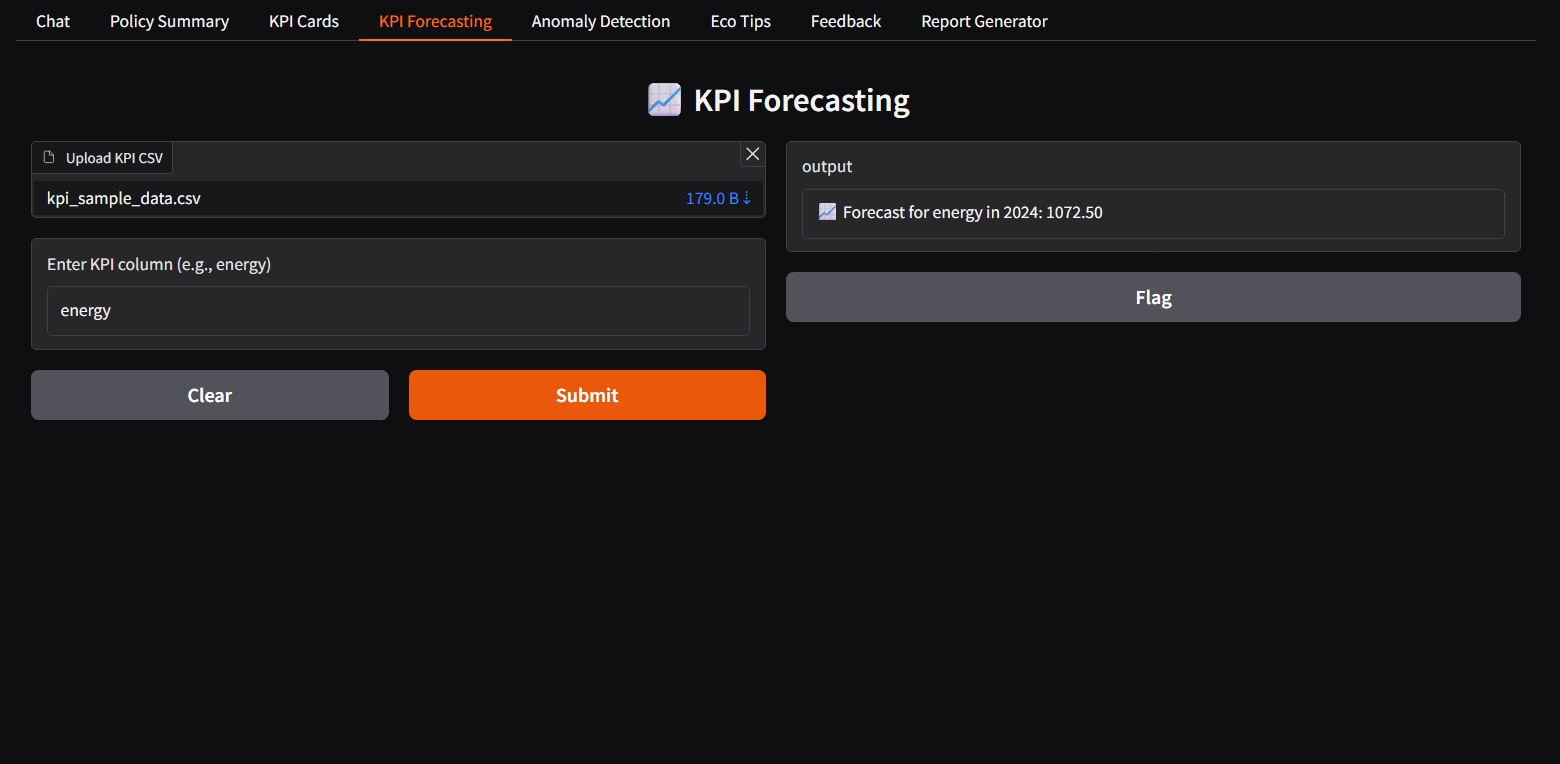 Chat Policy Summary KPI Cards KPI Forecasting Anomaly Detection Eco Tips Feedback Report Generator
KPI Forecasting
Upload KPI CSV
kpi_sample_data.csv 179.0 B ⇣
Enter KPI column (e.g., energy)
energy
Clear Submit
output
Forecast for energy in 2024: 1072.50
Flag